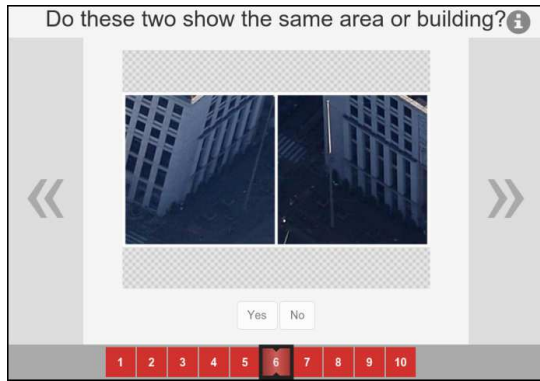 Do these two show the same area or building?
Yes No
1 2 3 4 5 6 7 8 9 10